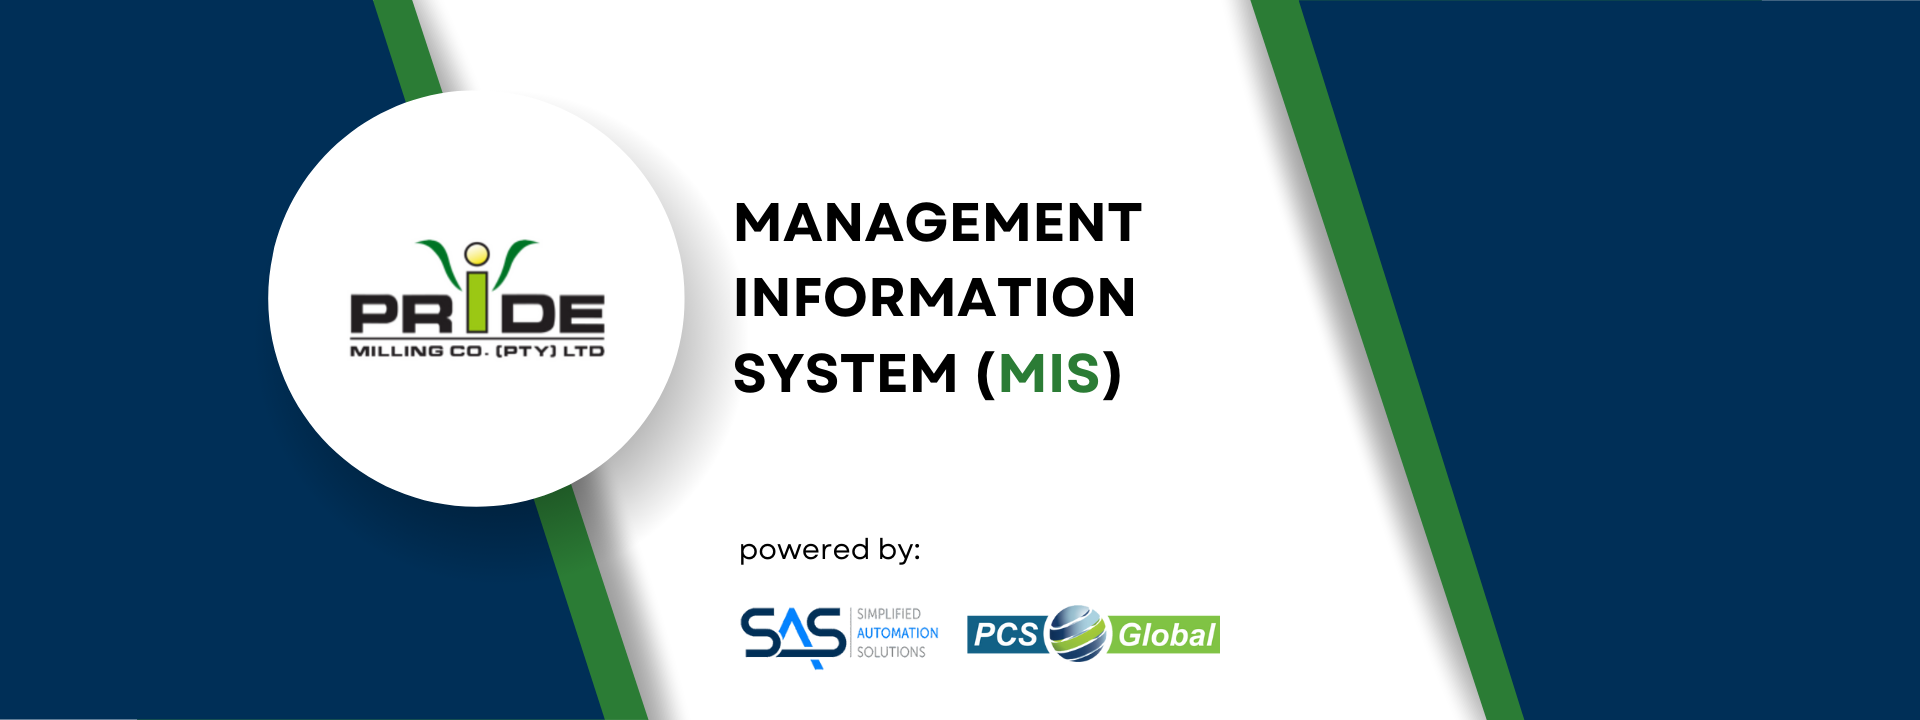 PRIDE
MILLING CO. (PTY) LTD
MANAGEMENT
INFORMATION
SYSTEM (MIS)
powered by:
SAS
SIMPLIFIED
AUTOMATION
SOLUTIONS
PCS Global